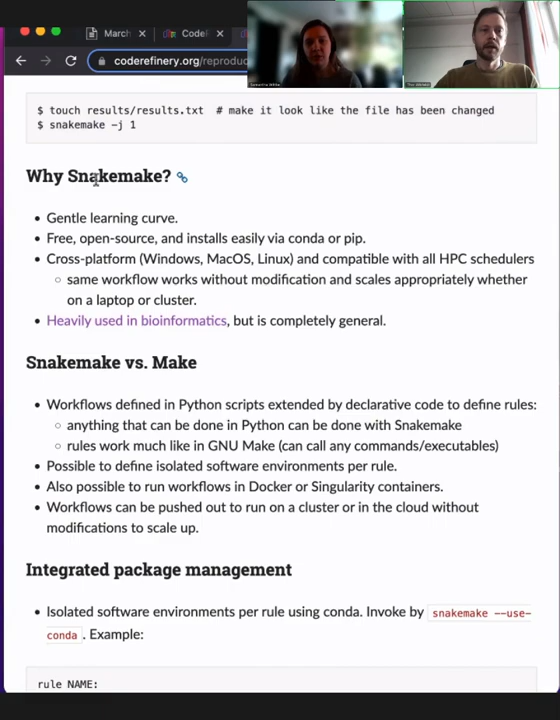 March
CodeR
coderefinery.org/reproduc
$ touch results/results.txt  # make it look like the file has been changed
$ snakemake -j 1
Why Snakemake?
• Gentle learning curve.
• Free, open-source, and installs easily via conda or pip.
• Cross-platform (Windows, MacOS, Linux) and compatible with all HPC schedulers
○ same workflow works without modification and scales appropriately whether
on a laptop or cluster.
• Heavily used in bioinformatics, but is completely general.
Snakemake vs. Make
• Workflows defined in Python scripts extended by declarative code to define rules:
○ anything that can be done in Python can be done with Snakemake
○ rules work much like in GNU Make (can call any commands/executables)
• Possible to define isolated software environments per rule.
• Also possible to run workflows in Docker or Singularity containers.
• Workflows can be pushed out to run on a cluster or in the cloud without
modifications to scale up.
Integrated package management
• Isolated software environments per rule using conda. Invoke by snakemake --use-
conda . Example:
rule NAME: